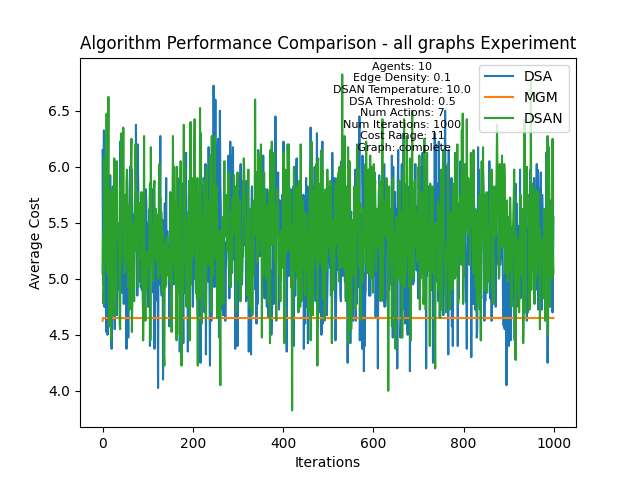 Algorithm Performance Comparison - all graphs Experiment
Agents: 10
Edge Density: 0.1
DSAN Temperature: 10.0
DSA Threshold: 0.5
Num Actions: 7
Num Iterations: 1000
Cost Range: 11
Graph: complete
DSA
MGM
DSAN
Average Cost
6.5
6.0
5.5
5.0
4.5
4.0
0 200 400 600 800 1000
Iterations